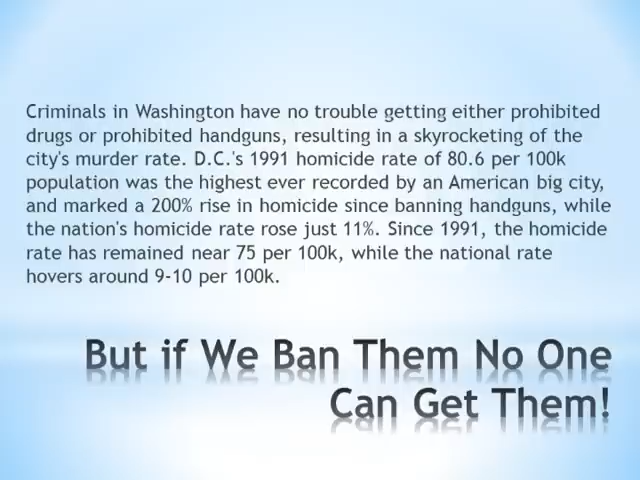 Criminals in Washington have no trouble getting either prohibited
drugs or prohibited handguns, resulting in a skyrocketing of the
city's murder rate. D.C.'s 1991 homicide rate of 80.6 per 100k
population was the highest ever recorded by an American big city,
and marked a 200% rise in homicide since banning handguns, while
the nation's homicide rate rose just 11%. Since 1991, the homicide
rate has remained near 75 per 100k, while the national rate
hovers around 9-10 per 100k.
But if We Ban Them No One
Can Get Them!